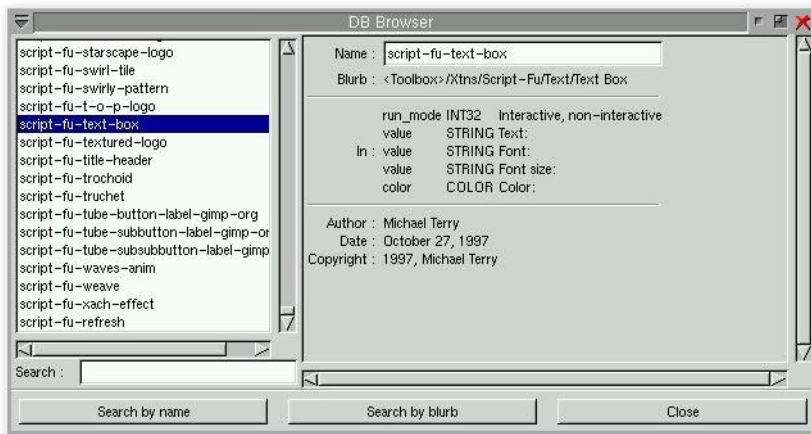 DB Browser
script-fu-starscape-logo
script-fu-swirl-tile
script-fu-swirly-pattern
script-fu-t-o-p-logo
script-fu-text-box
script-fu-textured-logo
script-fu-title-header
script-fu-trochoid
script-fu-truchet
script-fu-tube-button-label-gimp-org
script-fu-tube-subbutton-label-gimp-or
script-fu-tube-subsubbutton-label-gimp
script-fu-waves-anim
script-fu-weave
script-fu-xach-effect
script-fu-refresh
Search :
Name : script-fu-text-box
Blurb : <Toolbox>/Xtns/Script-Fu/Text/Text Box
run_mode INT32 Interactive, non-interactive
value STRING Text:
In : value STRING Font:
value STRING Font size:
color COLOR Color:
Author : Michael Terry
Date : October 27, 1997
Copyright : 1997, Michael Terry
Search by name
Search by blurb
Close